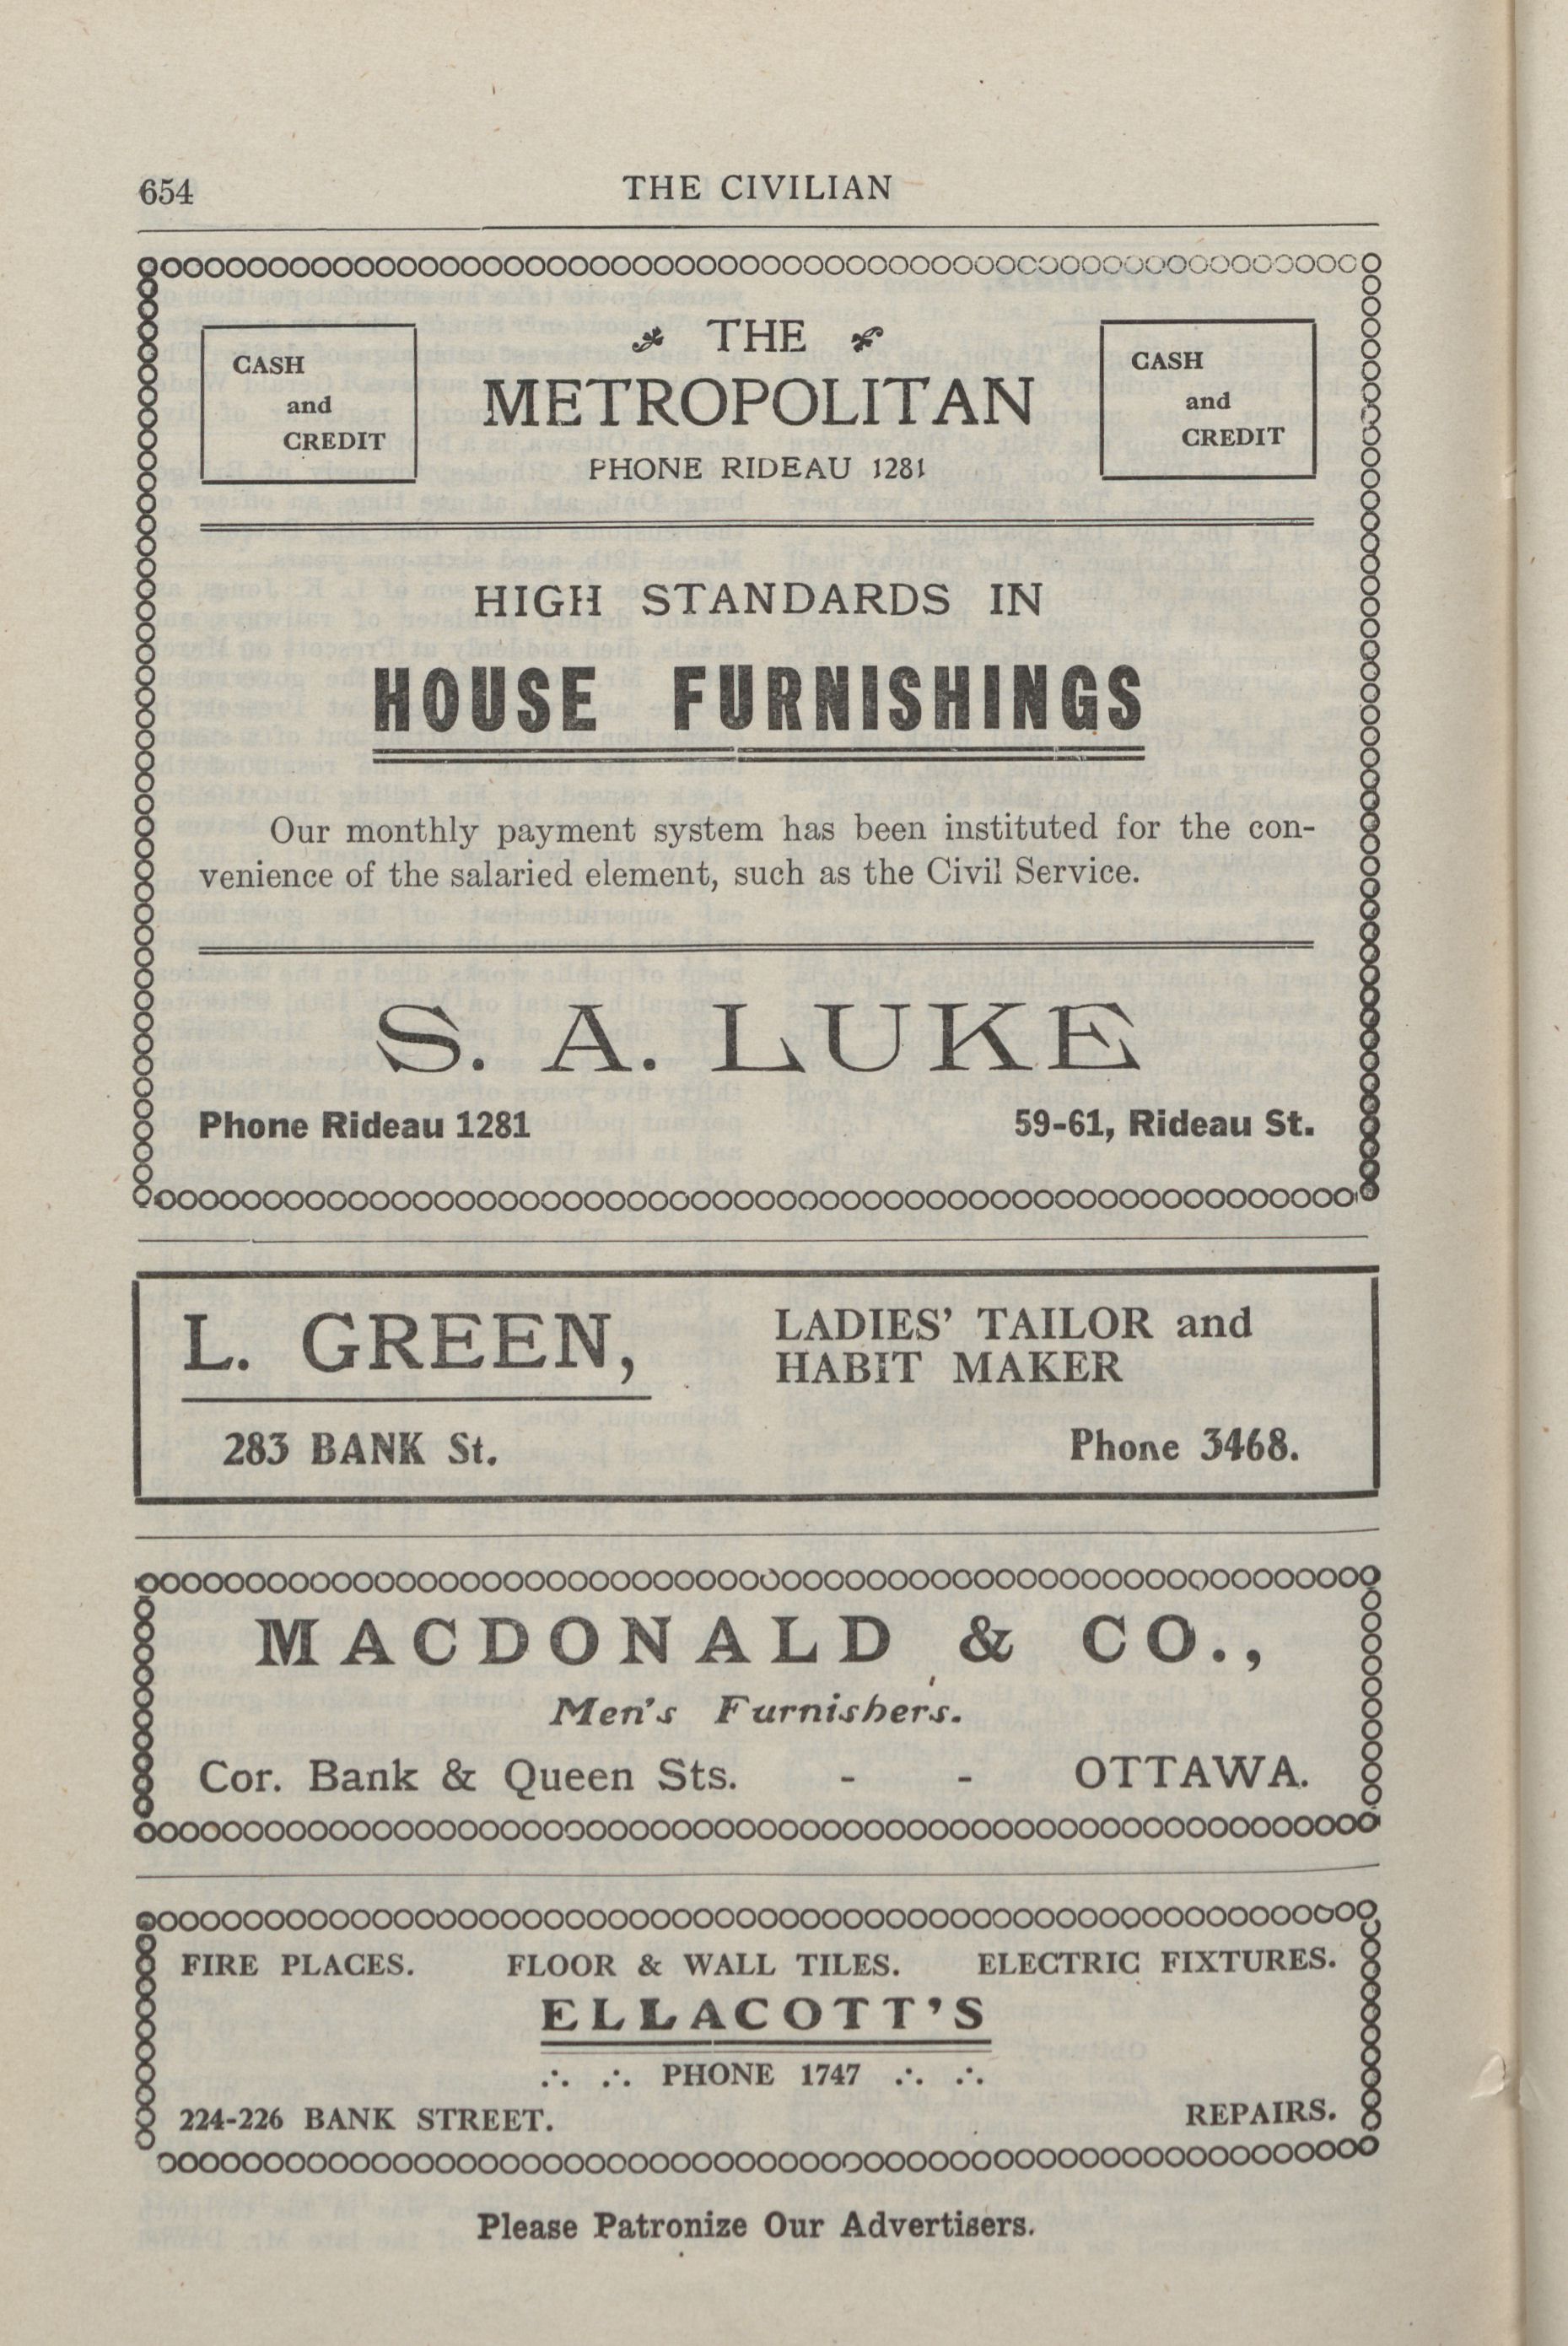 654
THE CIVILIAN
CASH
and
CREDIT
THE
METROPOLITAN
PHONE RIDEAU 1281
CASH
and
CREDIT
HIGH STANDARDS IN
HOUSE FURNISHINGS
Our monthly payment system has been instituted for the con-
venience of the salaried element, such as the Civil Service.
S. A. LUKE
Phone Rideau 1281
59-61, Rideau St.
L. GREEN,
LADIES' TAILOR and
HABIT MAKER
283 BANK St.
Phone 3468.
MACDONALD & CO.,
Men's Furnishers.
Cor. Bank & Queen Sts. - - OTTAWA.
FIRE PLACES. FLOOR & WALL TILES. ELECTRIC FIXTURES.
ELLACOTT'S
∴ ∴ PHONE 1747 ∴ ∴
224-226 BANK STREET. REPAIRS.
Please Patronize Our Advertisers.